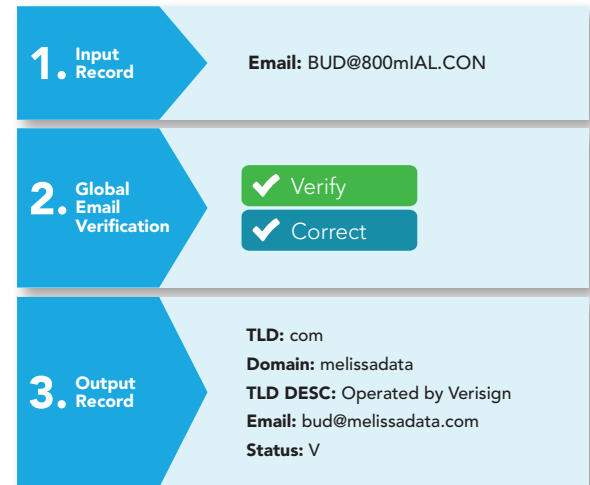 1. Input
Record
Email: BUD@800mIAL.CON
2. Global
Email
Verification
Verify
Correct
3. Output
Record
TLD: com
Domain: melissadata
TLD DESC: Operated by Verisign
Email: bud@melissadata.com
Status: V